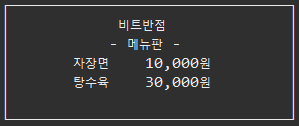 비트반점
- 메뉴판 -
자장면 10,000원
탕수육 30,000원